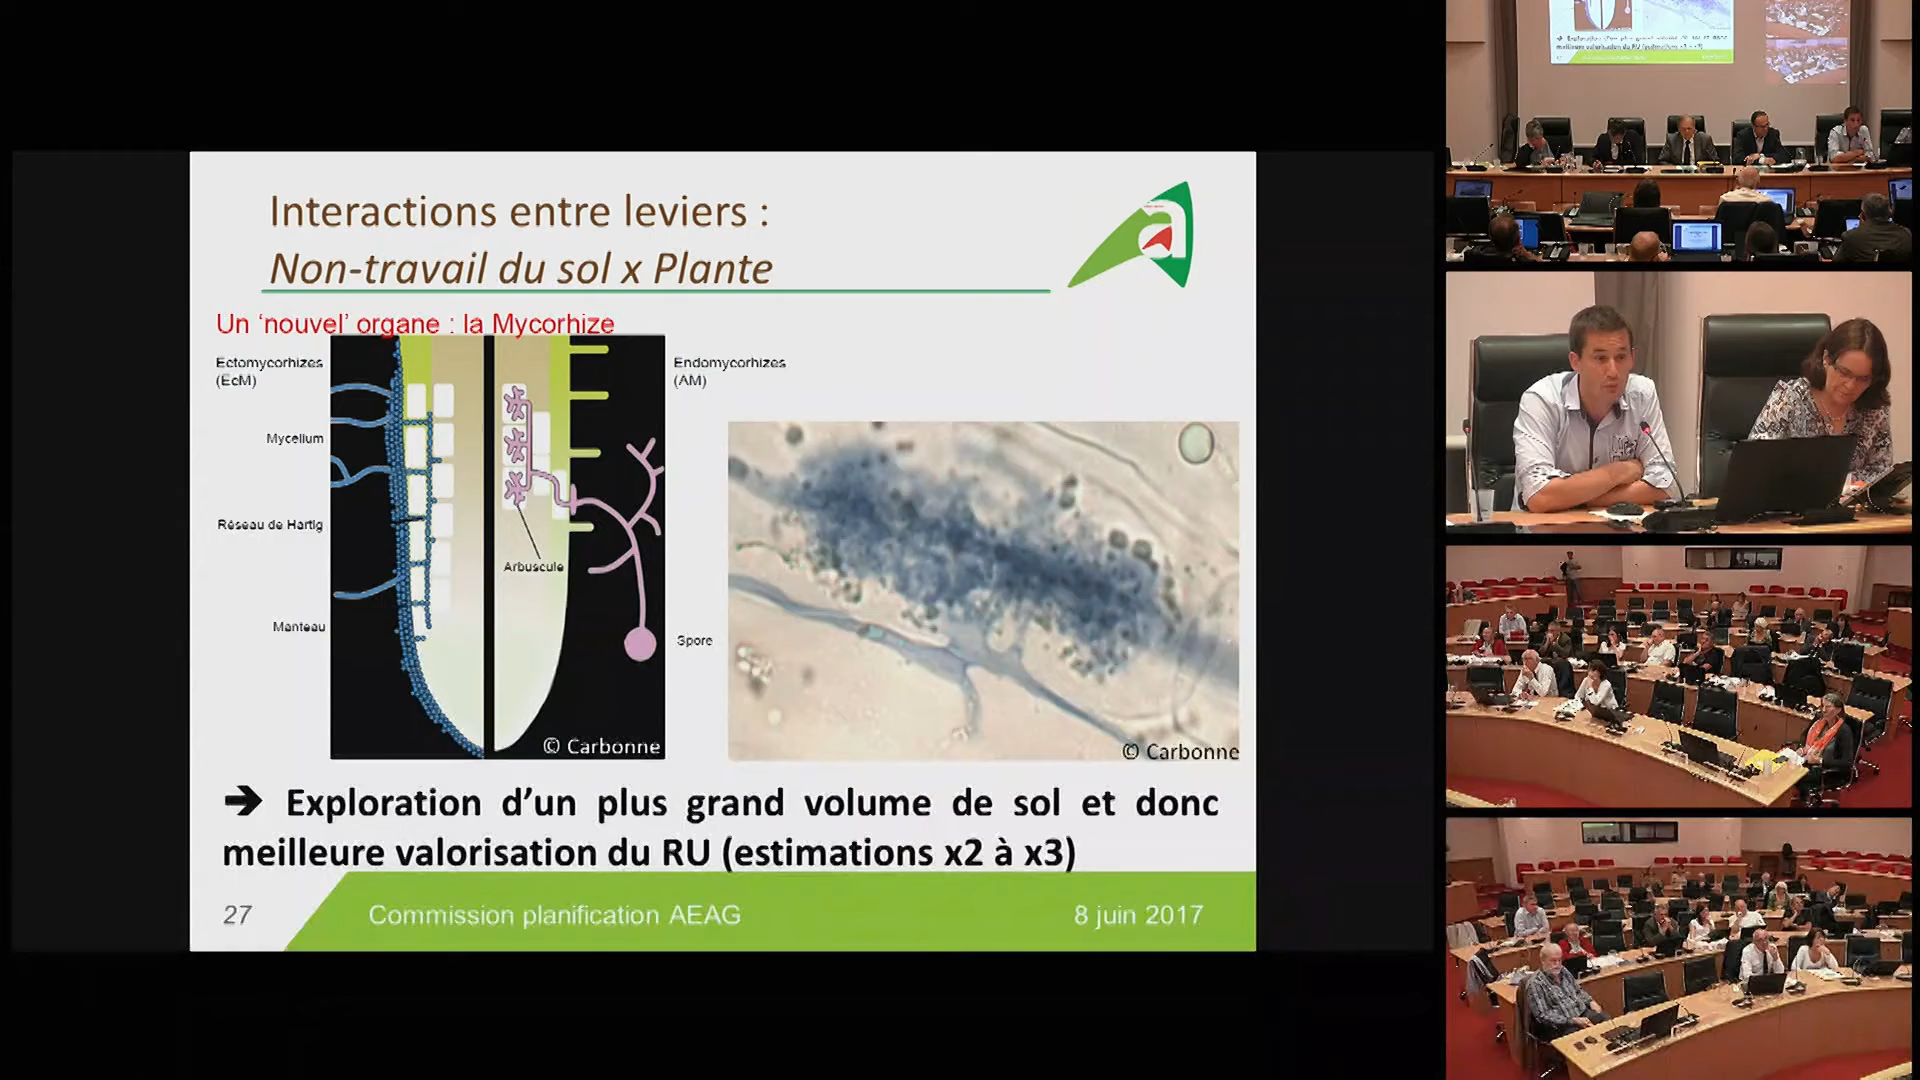 Interactions entre leviers :
Non-travail du sol x Plante
a
Un ‘nouvel’ organe : la Mycorhize
Ectomycorhizes
(EcM)
Mycelium
Réseau de Hartig
Manteau
Arbuscule
© Carbonne
Endomycorhizes
(AM)
Spore
© Carbonne
➔ Exploration d’un plus grand volume de sol et donc
meilleure valorisation du RU (estimations x2 à x3)
27
Commission planification AEAG
8 juin 2017